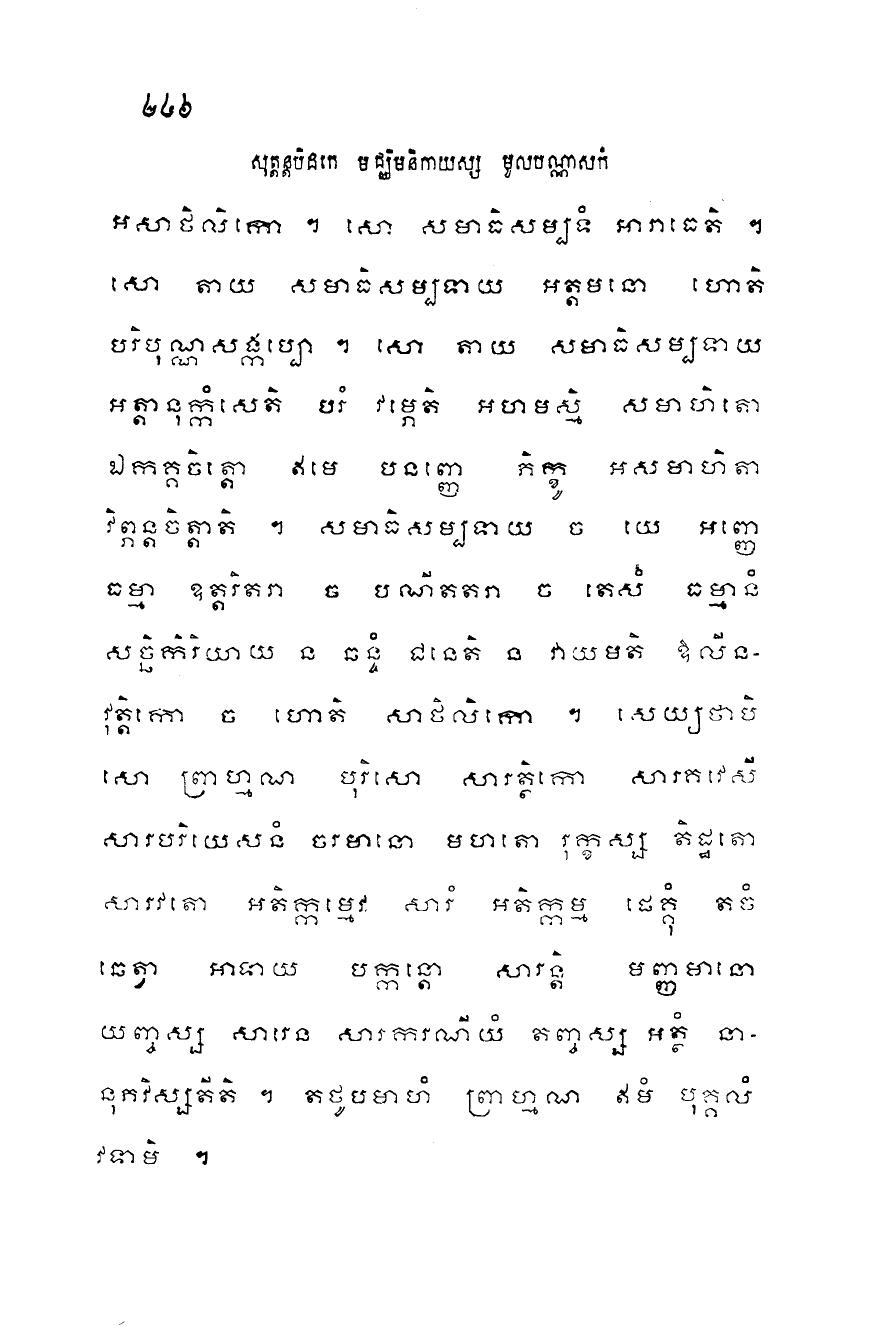 ២៤៦
សុត្តន្តបិដកេ មជ្ឈិមនិកាយស្ស មូលបណ្ណាសកំ
អសាថិលិកោ ។ សោ សមាធិសម្បទំ អារាធេតិ ។
សោ តាយ សមាធិសម្បទាយ អត្តមនោ ហោតិ
បរិបុណ្ណសង្កប្បោ ។ សោ តាយ សមាធិសម្បទាយ
អត្តានុក្កំសេតិ បរំ វម្ភេតិ អហមស្មិ សមាហិតោ
ឯកគ្គចិត្តោ ឥមេ បនញ្ញេ ភិក្ខូ អសមាហិតា
វិព្ភន្តចិត្តាតិ ។ សមាធិសម្បទាយ ច យេ អញ្ញេ
ធម្មា ឧត្តរិតរា ច បណីតតរា ច តេសំ ធម្មានំ
សច្ឆិកិរិយាយ ន ឆន្ទំ ជនេតិ ន វាយមតិ ឱលីន-
វុត្តិកោ ច ហោតិ សាថិលិកោ ។ សេយ្យថាបិ
សោ ព្រាហ្មណ បុរិសោ សារត្ថិកោ សារគវេសី
សារបរិយេសនំ ចរមានោ មហតោ រុក្ខស្ស តិដ្ឋតោ
សារវតោ អតិក្កម្មេវ សារំ អតិក្កម្ម ផេគ្គុំ តចំ
ឆេត្វា អាទាយ បក្កន្តោ សារន្តិ មញ្ញមានោ
យញ្ចស្ស សារេន សារករណីយំ តញ្ចស្ស អត្ថំ នា-
នុភវិស្សតីតិ ។ តថូបមាហំ ព្រាហ្មណ ឥមំ បុគ្គលំ
វទាមិ ។